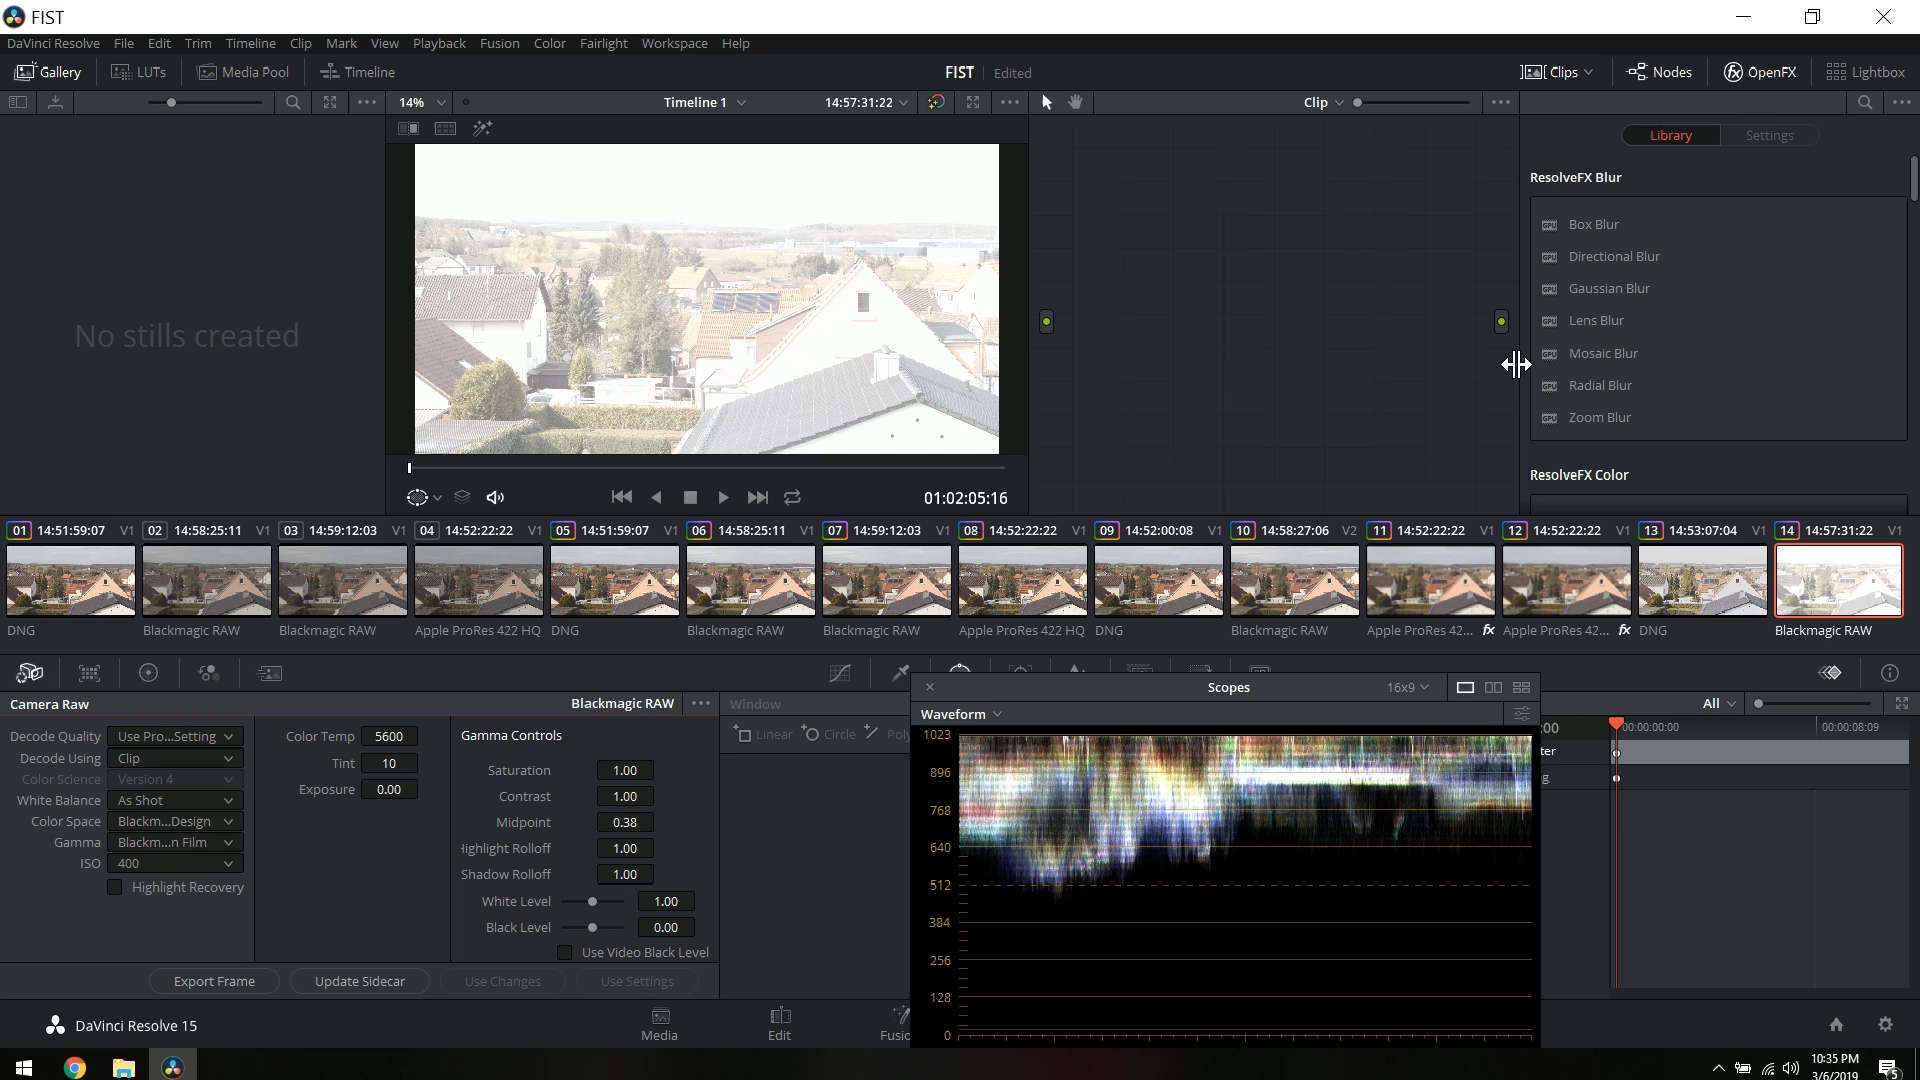 FIST
DaVinci Resolve File Edit Trim Timeline Clip Mark View Playback Fusion Color Fairlight Workspace Help
Gallery LUTs Media Pool Timeline FIST Edited Clips Nodes OpenFX Lightbox
14% Timeline 1 14:57:31:22 Clip
Library Settings
ResolveFX Blur
Box Blur
Directional Blur
Gaussian Blur
Lens Blur
Mosaic Blur
Radial Blur
Zoom Blur
ResolveFX Color
No stills created
01:02:05:16
01 14:51:59:07 V1 02 14:58:25:11 V1 03 14:59:12:03 V1 04 14:52:22:22 V1 05 14:51:59:07 V1 06 14:58:25:11 V1 07 14:59:12:03 V1 08 14:52:22:22 V1 09 14:52:00:08 V1 10 14:58:27:06 V2 11 14:52:22:22 V1 12 14:52:22:22 V1 13 14:53:07:04 V1 14 14:57:31:22 V1
DNG Blackmagic RAW Blackmagic RAW Apple ProRes 422 HQ DNG Blackmagic RAW Blackmagic RAW Apple ProRes 422 HQ DNG Blackmagic RAW Apple ProRes 42... fx Apple ProRes 42... fx DNG Blackmagic RAW
Camera Raw Blackmagic RAW
Decode Quality Use Pro...Setting
Decode Using Clip
Color Science Version 4
White Balance As Shot
Color Space Blackm...Design
Gamma Blackm...n Film
ISO 400
Highlight Recovery
Color Temp 5600
Tint 10
Exposure 0.00
Gamma Controls
Saturation 1.00
Contrast 1.00
Midpoint 0.38
Highlight Rolloff 1.00
Shadow Rolloff 1.00
White Level 1.00
Black Level 0.00
Use Video Black Level
Export Frame Update Sidecar Use Changes Use Settings
Window
Linear Circle Poly
Scopes 16x9
Waveform
1023
896
768
640
512
384
256
128
0
All
:00 00:00:00:00 00:00:08:09
ter
g
DaVinci Resolve 15
Media Edit Fusio
10:35 PM
3/6/2019
5